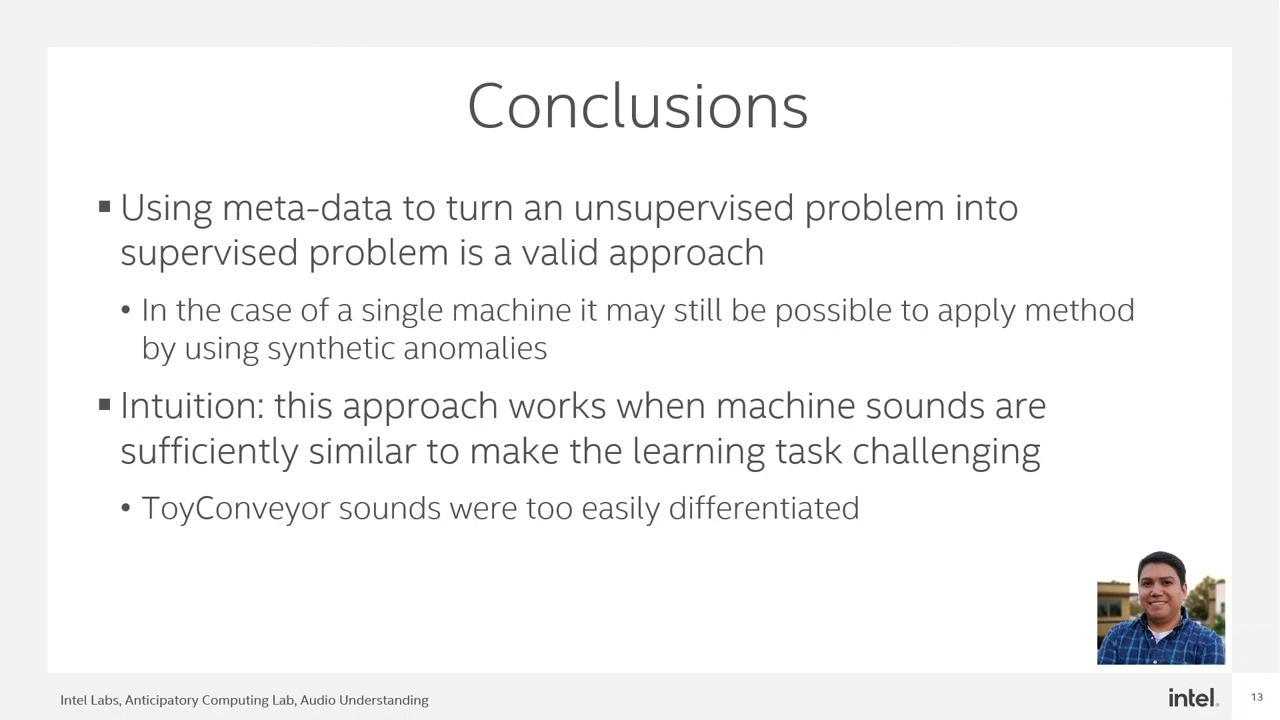 Conclusions
▪ Using meta-data to turn an unsupervised problem into
supervised problem is a valid approach
• In the case of a single machine it may still be possible to apply method
by using synthetic anomalies
▪ Intuition: this approach works when machine sounds are
sufficiently similar to make the learning task challenging
• ToyConveyor sounds were too easily differentiated
Intel Labs, Anticipatory Computing Lab, Audio Understanding
intel.
13